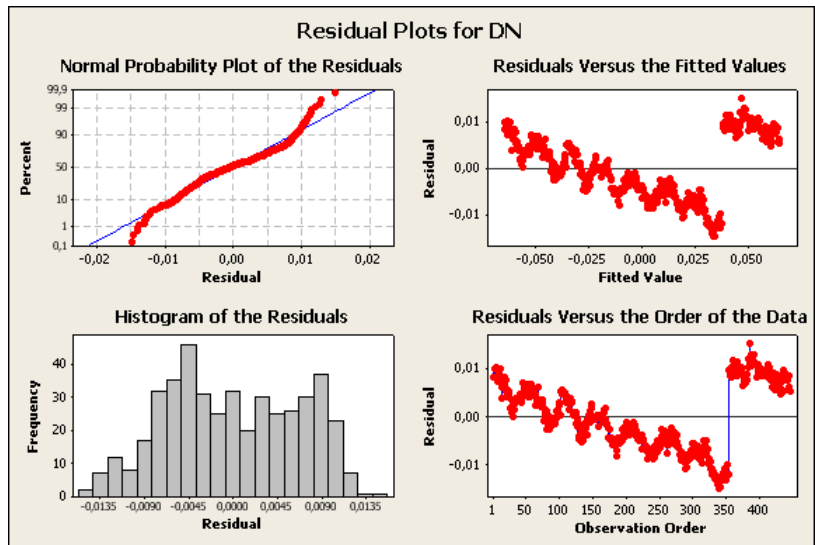 Residual Plots for DN
Normal Probability Plot of the Residuals
99,9
99
90
50
10
1
0,1
Percent
-0,02 -0,01 0,00 0,01 0,02
Residual
Residuals Versus the Fitted Values
0,01
0,00
-0,01
Residual
-0,050 -0,025 0,000 0,025 0,050
Fitted Value
Histogram of the Residuals
40
30
20
10
0
Frequency
-0,0135 -0,0090 -0,0045 0,0000 0,0045 0,0090 0,0135
Residual
Residuals Versus the Order of the Data
0,01
0,00
-0,01
Residual
1 50 100 150 200 250 300 350 400
Observation Order